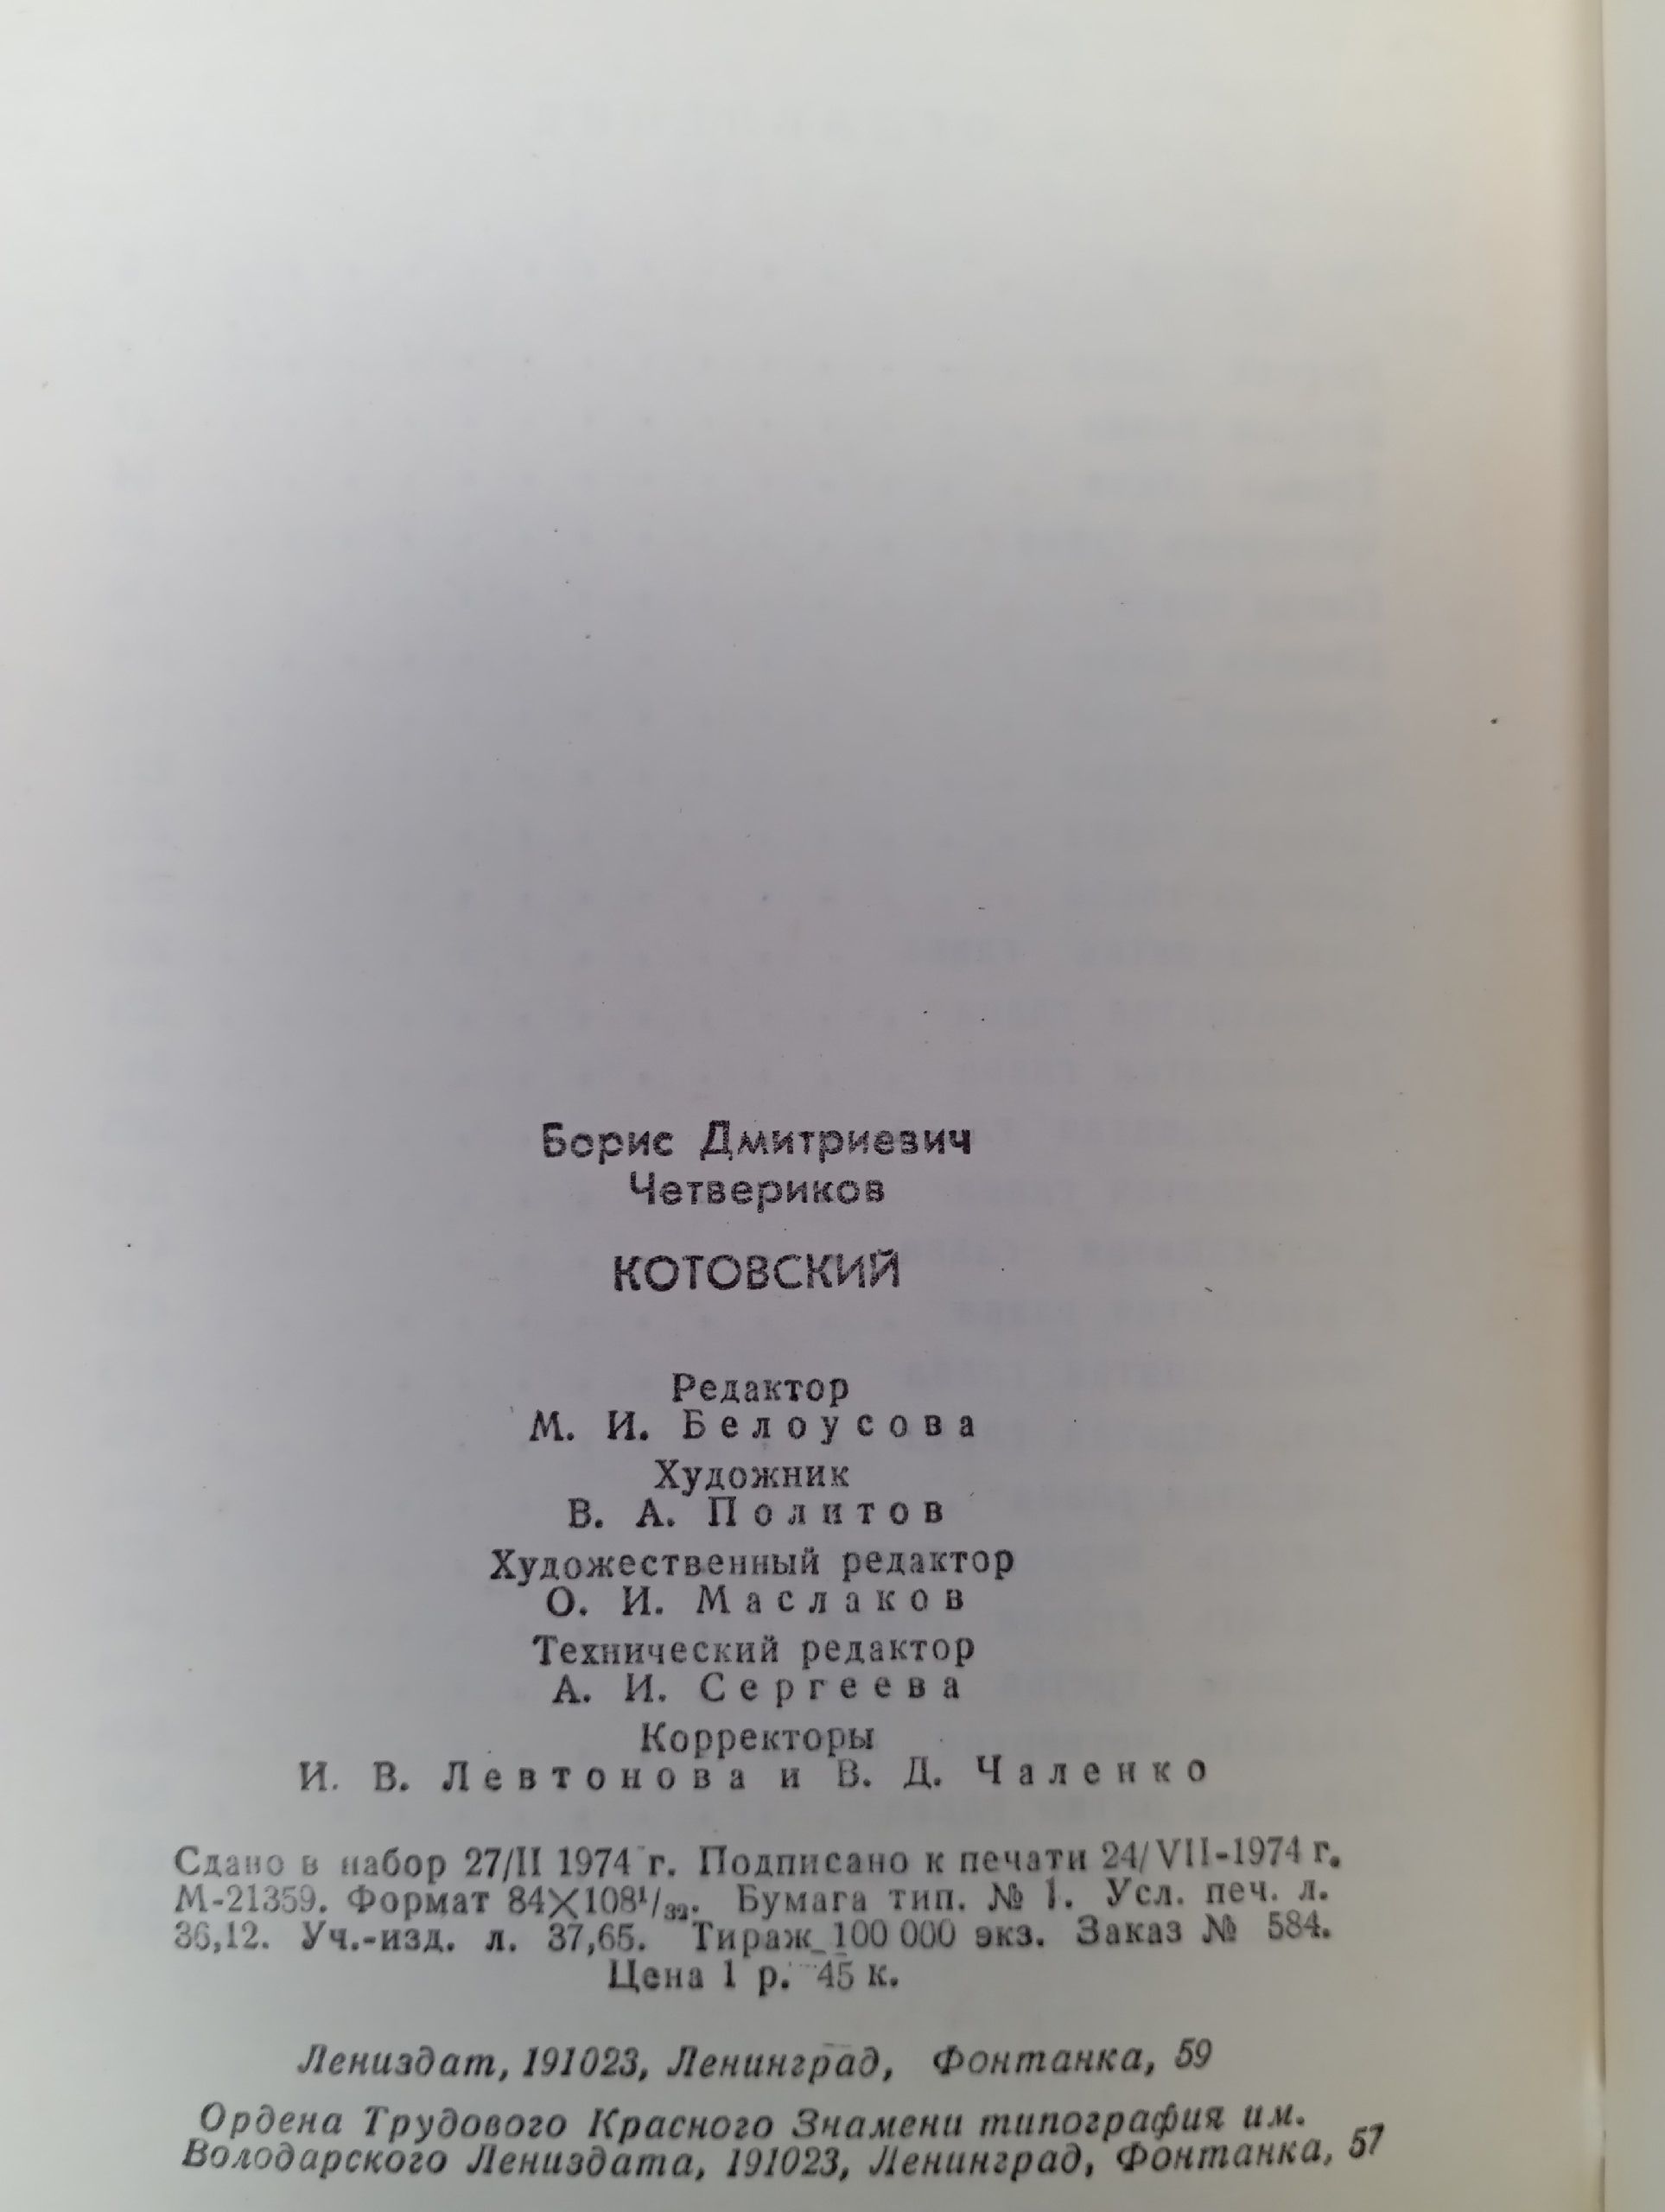 Борис Дмитриевич
Четвериков
КОТОВСКИЙ
Редактор
М. И. Белоусова
Художник
В. А. Политов
Художественный редактор
О. И. Маслаков
Технический редактор
А. И. Сергеева
Корректоры
И. В. Левтонова и В. Д. Чаленко
Сдано в набор 27/II 1974 г. Подписано к печати 24/VII-1974 г.
М-21359. Формат 84×108¹/₃₂. Бумага тип. № 1. Усл. печ. л.
36,12. Уч.-изд. л. 37,65. Тираж 100 000 экз. Заказ № 584.
Цена 1 р. 45 к.
Лениздат, 191023, Ленинград, Фонтанка, 59
Ордена Трудового Красного Знамени типография им.
Володарского Лениздата, 191023, Ленинград, Фонтанка, 57